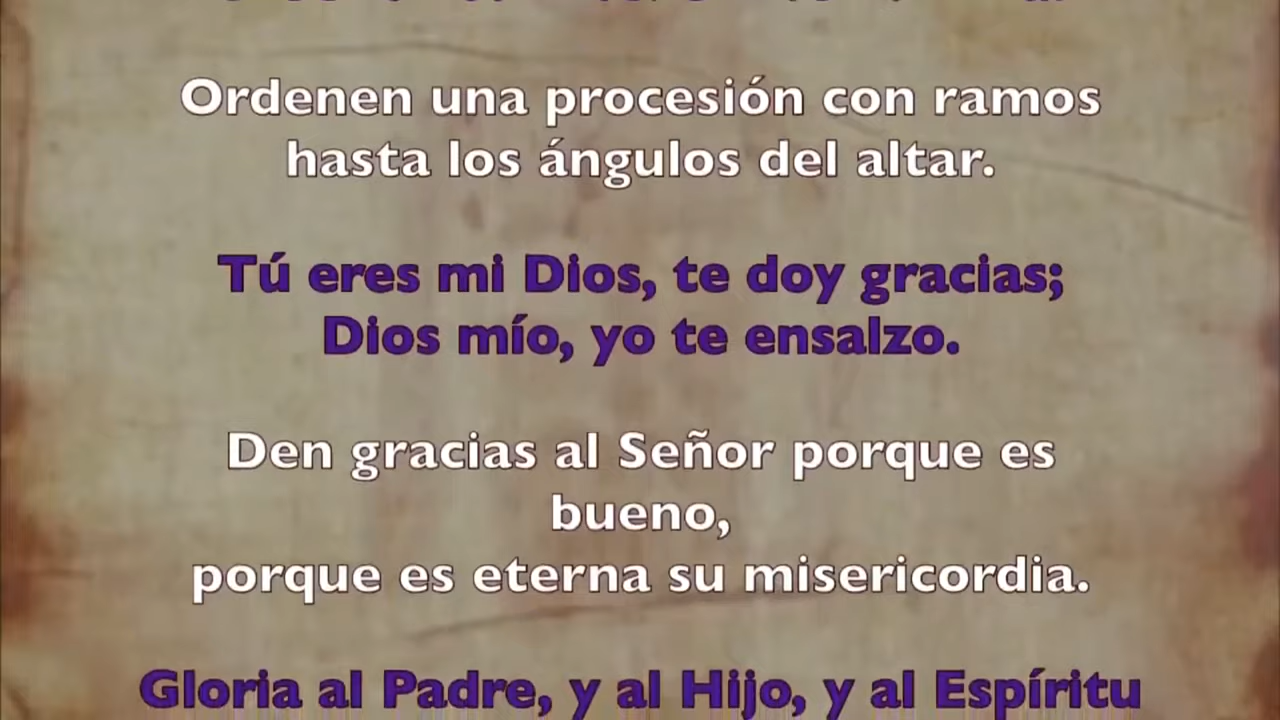 Ordenen una procesión con ramos
hasta los ángulos del altar.
Tú eres mi Dios, te doy gracias;
Dios mío, yo te ensalzo.
Den gracias al Señor porque es
bueno,
porque es eterna su misericordia.
Gloria al Padre, y al Hijo, y al Espíritu